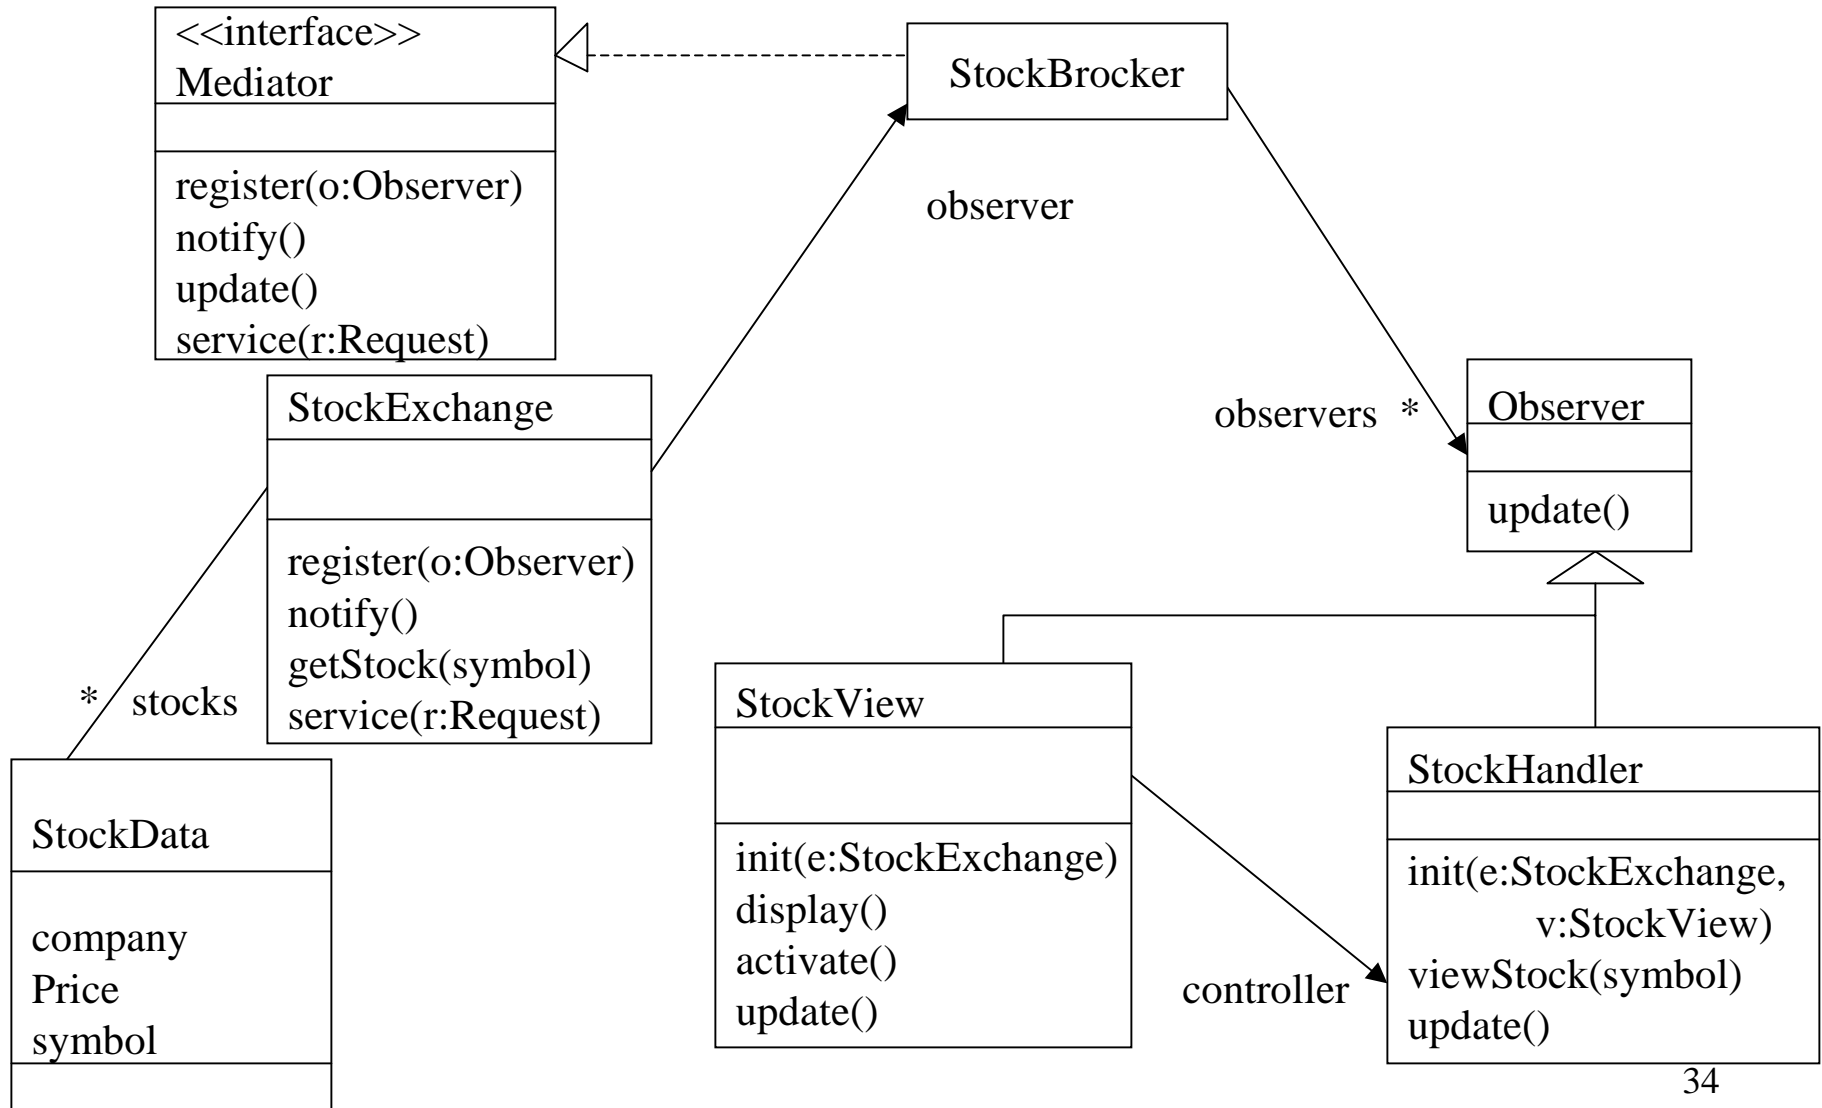 <<interface>>
Mediator
register(o:Observer)
notify()
update()
service(r:Request)
StockBrocker
observer
StockExchange
register(o:Observer)
notify()
getStock(symbol)
service(r:Request)
observers *
Observer
update()
* stocks
StockData
company
Price
symbol
StockView
init(e:StockExchange)
display()
activate()
update()
controller
StockHandler
init(e:StockExchange,
v:StockView)
viewStock(symbol)
update()
34